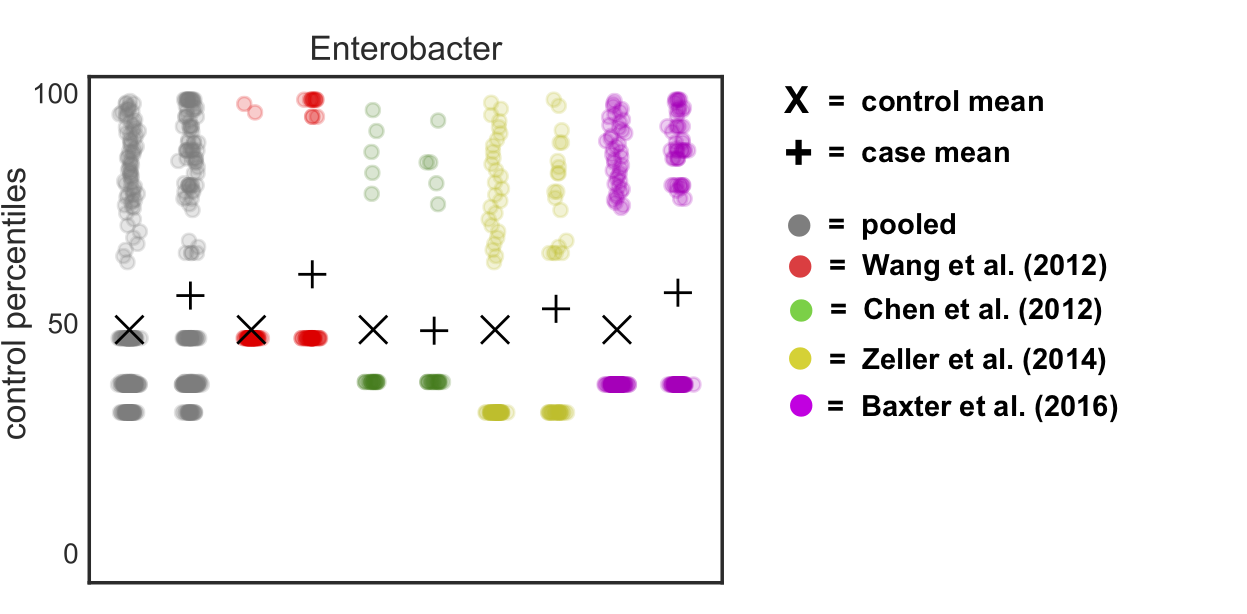 Enterobacter
100
50
0
control percentiles
X = control mean
+ = case mean
= pooled
= Wang et al. (2012)
= Chen et al. (2012)
= Zeller et al. (2014)
= Baxter et al. (2016)